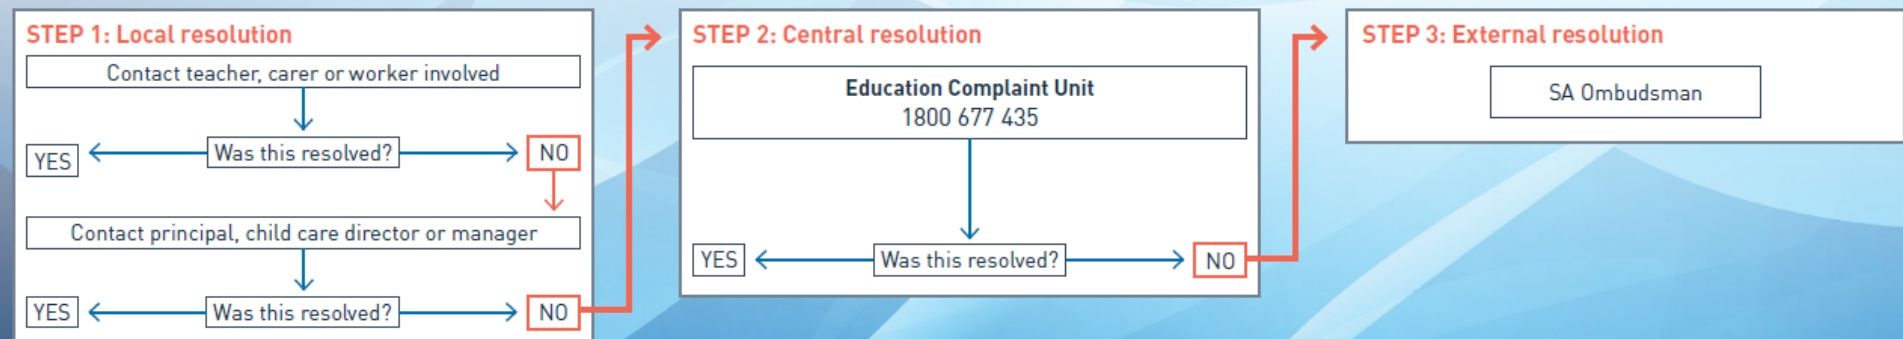 STEP 1: Local resolution
Contact teacher, carer or worker involved
Was this resolved?
YES
NO
Contact principal, child care director or manager
Was this resolved?
YES
NO
STEP 2: Central resolution
Education Complaint Unit
1800 677 435
Was this resolved?
YES
NO
STEP 3: External resolution
SA Ombudsman